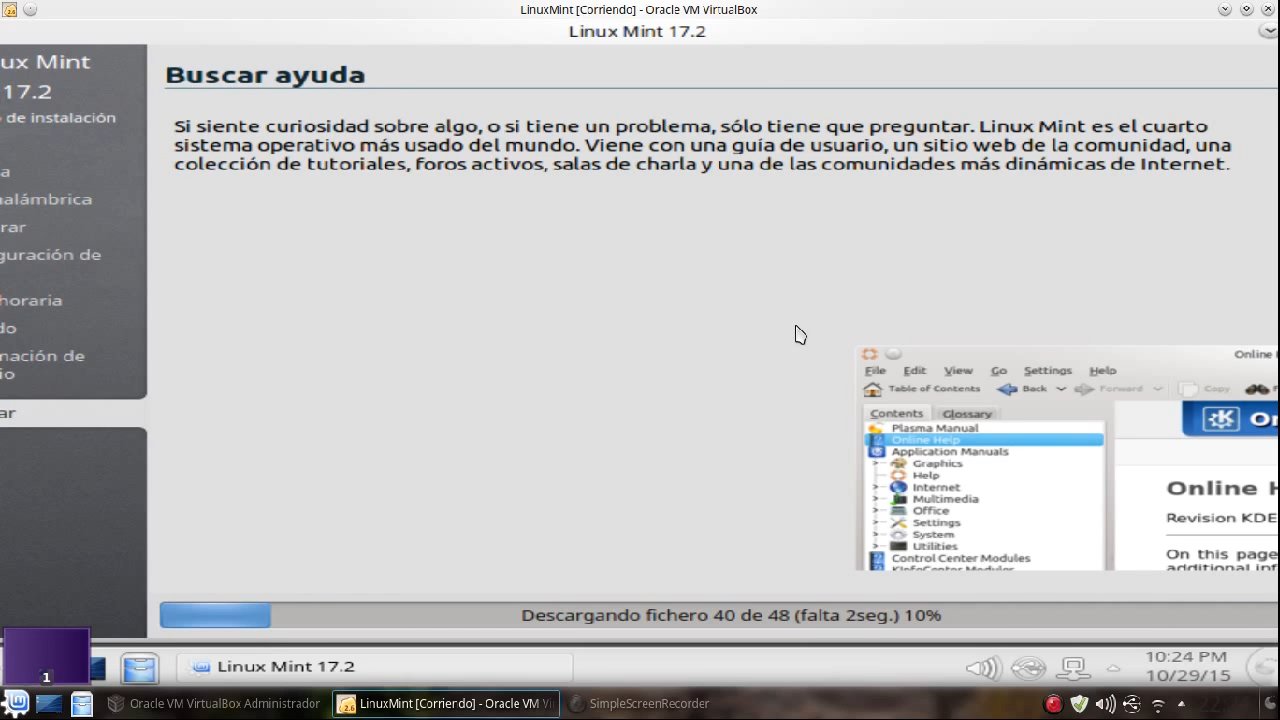 LinuxMint [Corriendo] - Oracle VM VirtualBox
Linux Mint 17.2
ux Mint
17.2
de instalación
a
nalámbrica
rar
guración de
horaria
do
mación de
io
ar
Buscar ayuda
Si siente curiosidad sobre algo, o si tiene un problema, sólo tiene que preguntar. Linux Mint es el cuarto
sistema operativo más usado del mundo. Viene con una guía de usuario, un sitio web de la comunidad, una
colección de tutoriales, foros activos, salas de charla y una de las comunidades más dinámicas de Internet.
Online
File Edit View Go Settings Help
Table of Contents Back Forward Copy
Contents Glossary
Plasma Manual
Online Help
Application Manuals
Graphics
Help
Internet
Multimedia
Office
Settings
System
Utilities
Control Center Modules
KInfoCenter Modules
Online
Revision KDE
On this page
additional inf
Descargando fichero 40 de 48 (falta 2seg.) 10%
1
Linux Mint 17.2
10:24 PM
10/29/15
Oracle VM VirtualBox Administrador
LinuxMint [Corriendo] - Oracle VM Vi
SimpleScreenRecorder